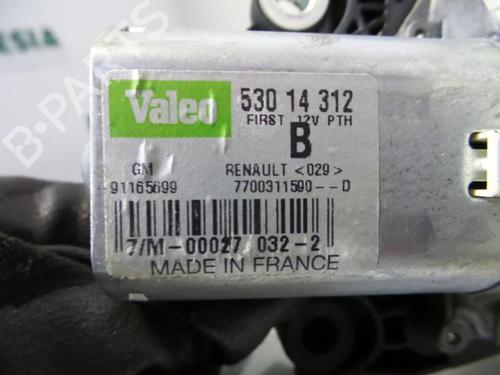 ESIA
Valeo
530 14 312
FIRST 12V PTH
B
GM
RENAULT <029>
91165699
7700311590--D
7/M-00027 032-2
MADE IN FRANCE
B-PARTS